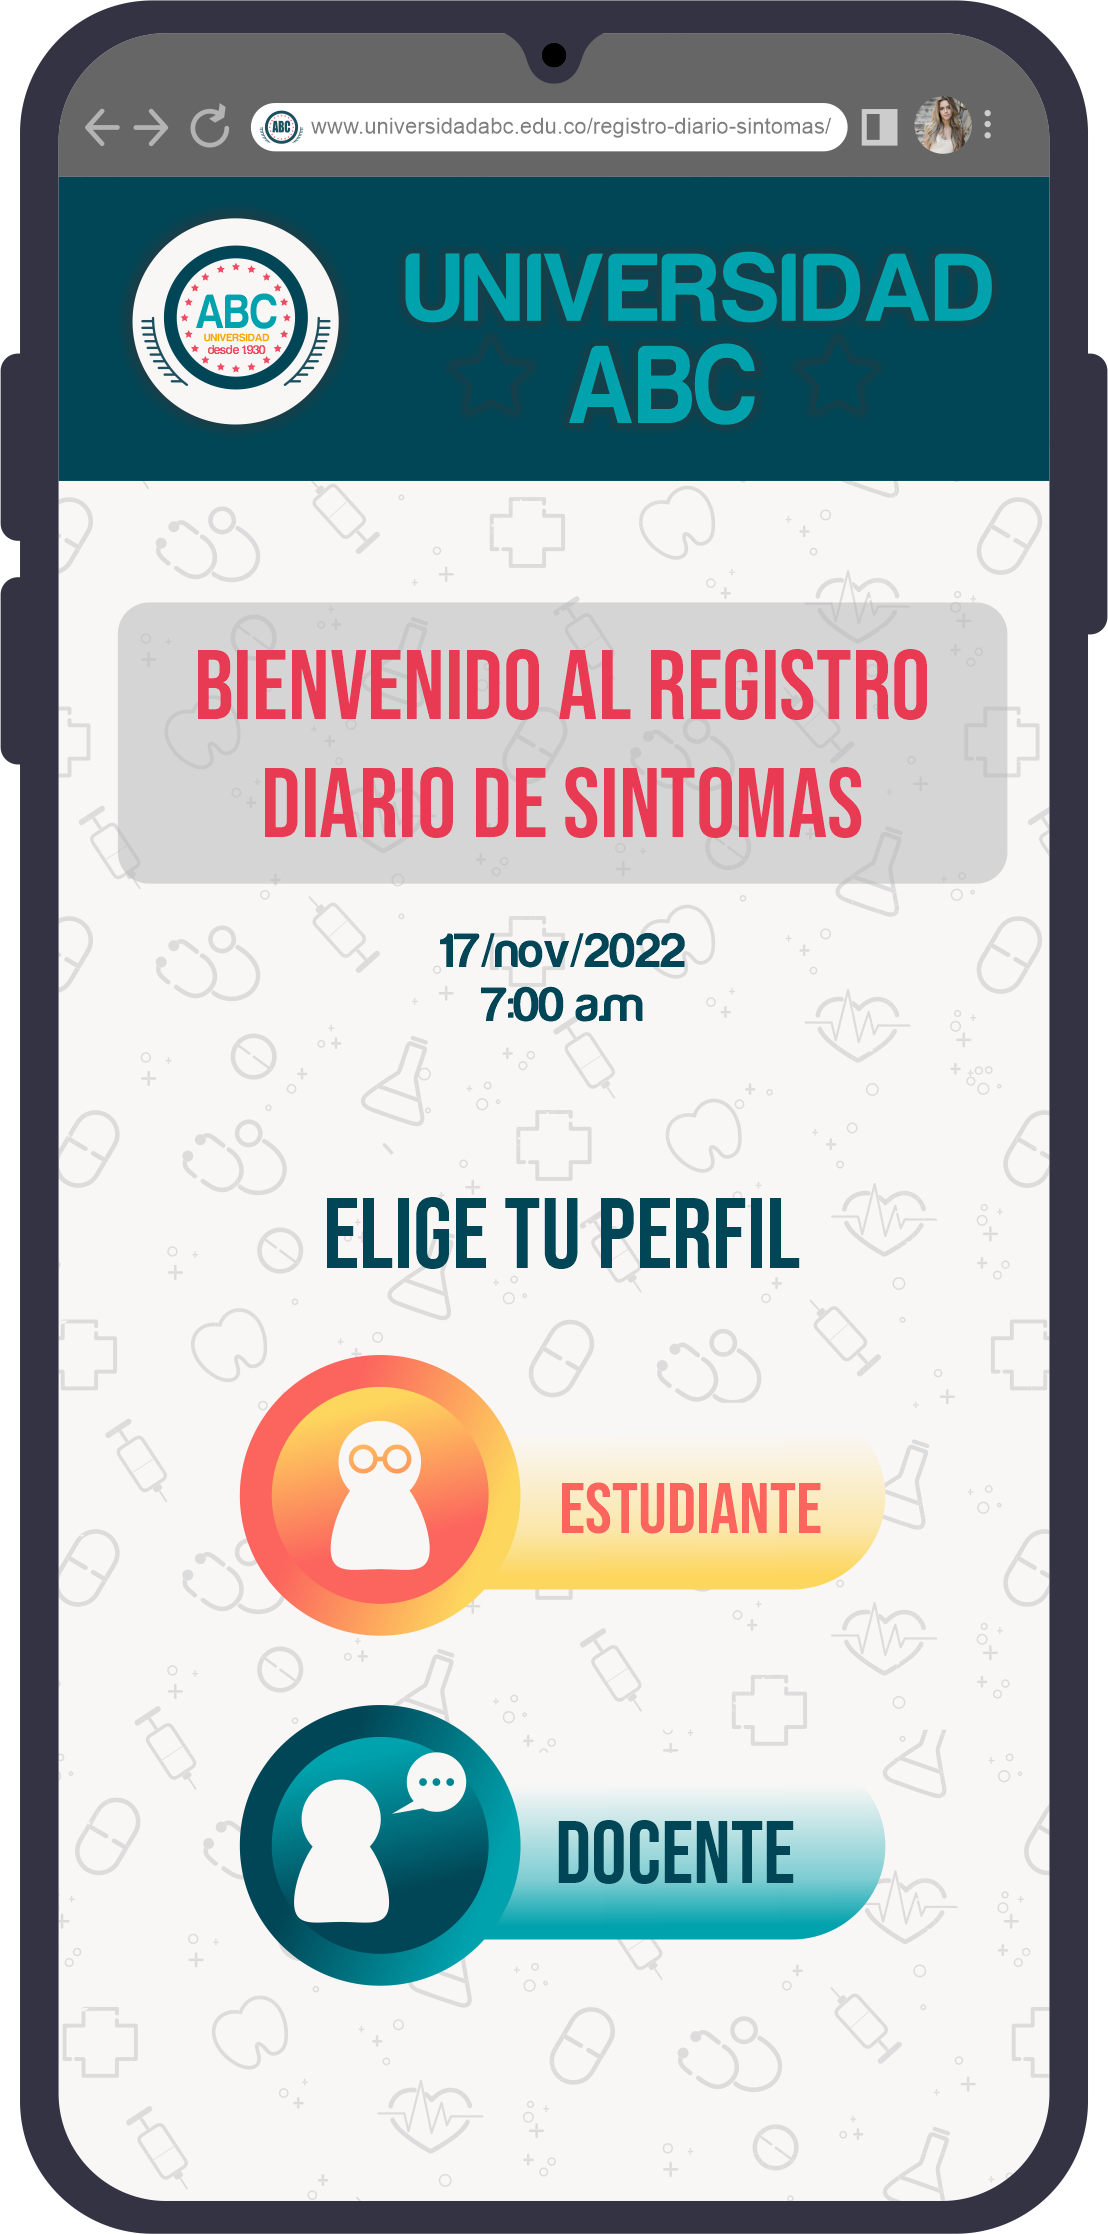 ABC
www.universidadabc.edu.co/registro-diario-sintomas/
ABC
UNIVERSIDAD
desde 1930
UNIVERSIDAD
ABC
BIENVENIDO AL REGISTRO
DIARIO DE SINTOMAS
17/nov/2022
7:00 a.m
ELIGE TU PERFIL
ESTUDIANTE
DOCENTE